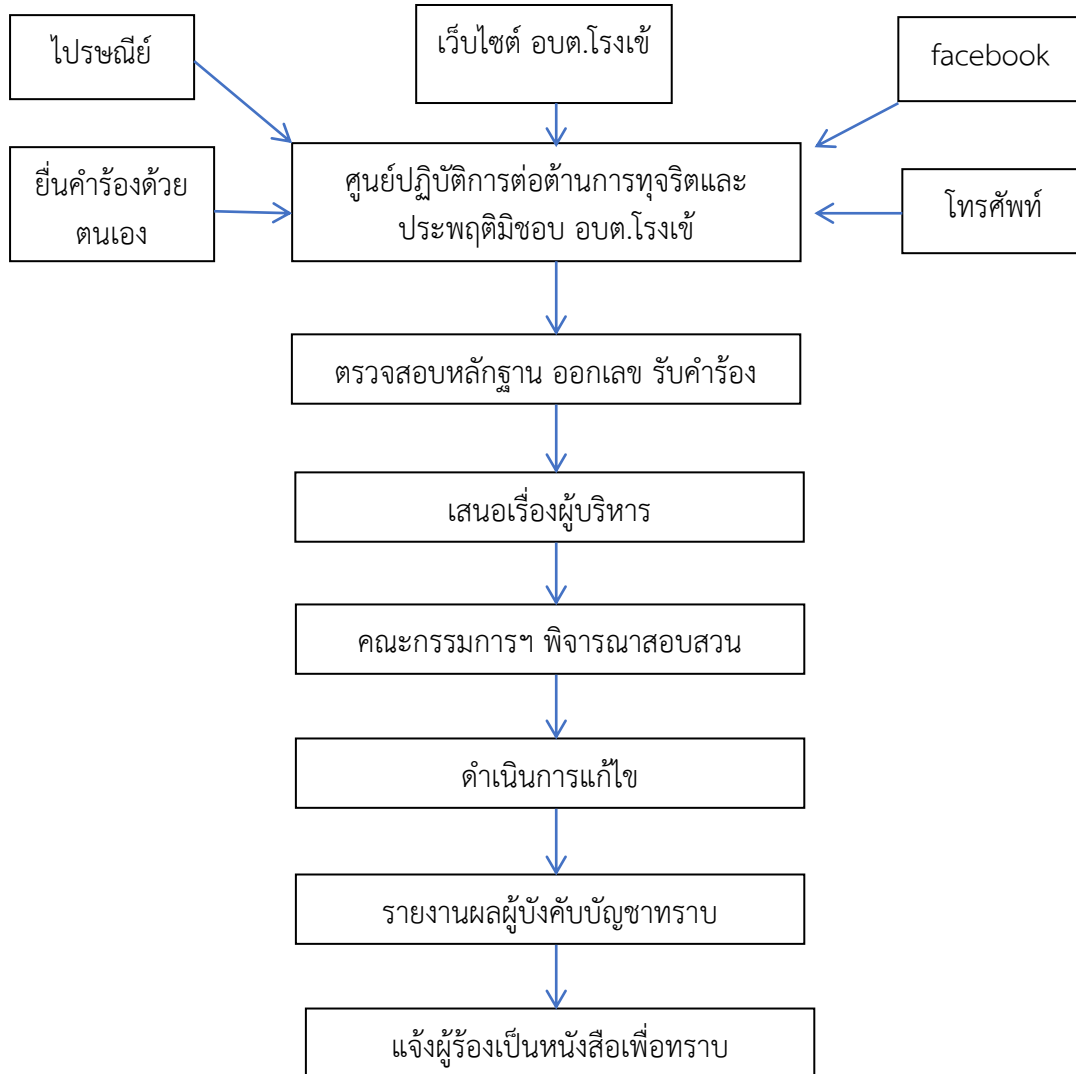 ไปรษณีย์
เว็บไซต์ อบต.โรงเข้
facebook
ยื่นคำร้องด้วย
ตนเอง
ศูนย์ปฏิบัติการต่อต้านการทุจริตและ
ประพฤติมิชอบ อบต.โรงเข้
โทรศัพท์
ตรวจสอบหลักฐาน ออกเลข รับคำร้อง
เสนอเรื่องผู้บริหาร
คณะกรรมการฯ พิจารณาสอบสวน
ดำเนินการแก้ไข
รายงานผลผู้บังคับบัญชาทราบ
แจ้งผู้ร้องเป็นหนังสือเพื่อทราบ